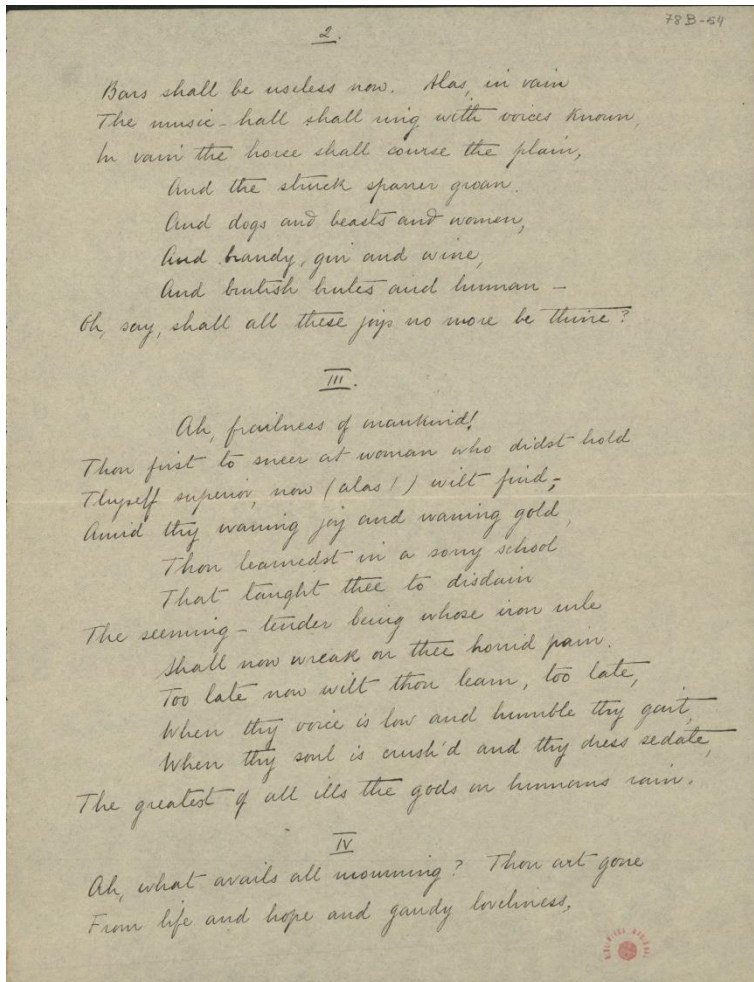 78B-54
2.
Bars shall be useless now. Alas, in vain
The music-hall shall ring with voices known,
In vain the horse shall course the plain,
And the struck sparrer groan.
And dogs and beasts and women,
And brandy, gin and wine,
And brutish brutes and human –
Oh, say, shall all these joys no more be thine?
III.
Ah, frailness of mankind!
Thou first to sneer at woman who didst hold
Thyself superior, now (alas!) wilt find,
Amid thy waning joy and waning gold,
Thou learnedst in a sorry school
That taught thee to disdain
The seeming-tender being whose iron rule
Shall now wreak on thee horrid pain.
Too late now wilt thou learn, too late,
When thy voice is low and humble thy gait,
When thy soul is crush'd and thy dress sedate,
The greatest of all ills the gods on humans rain.
IV
Ah, what avails all mourning? Thou art gone
From life and hope and gaudy loveliness,